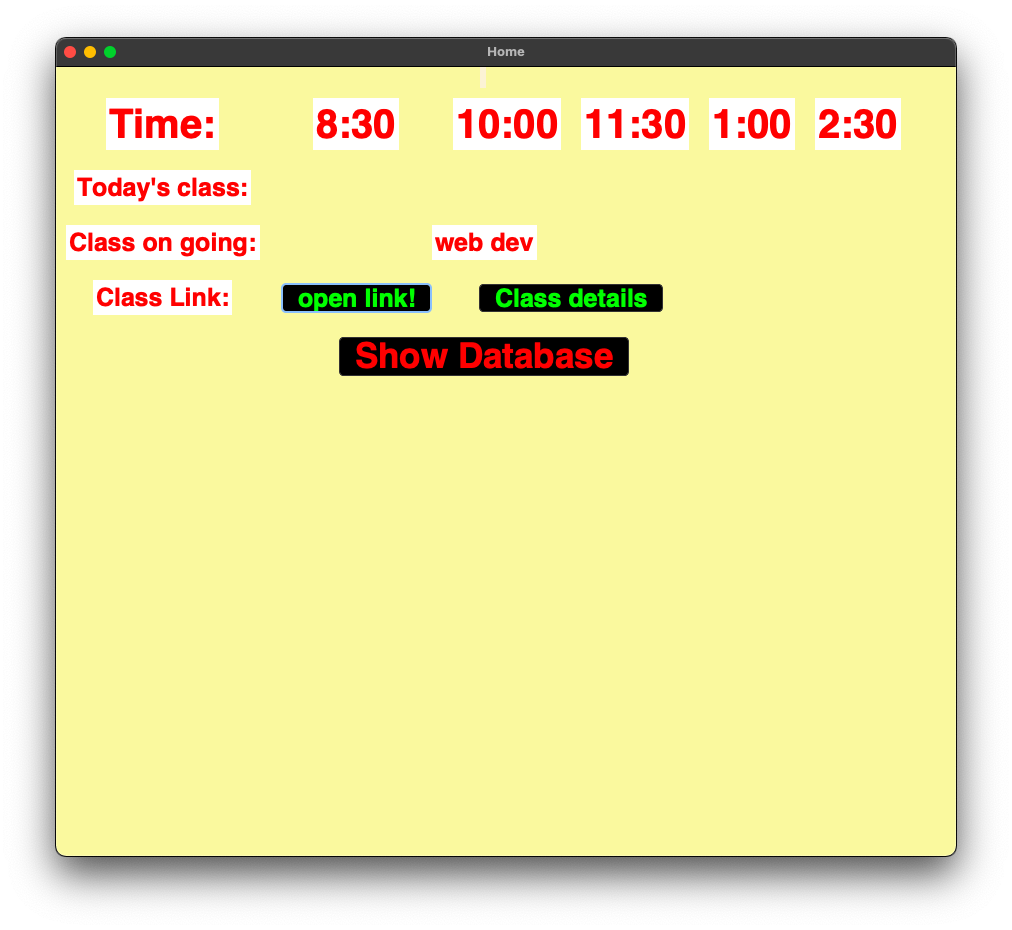 Home
Time: 8:30 10:00 11:30 1:00 2:30
Today's class:
Class on going: web dev
Class Link: open link! Class details
Show Database